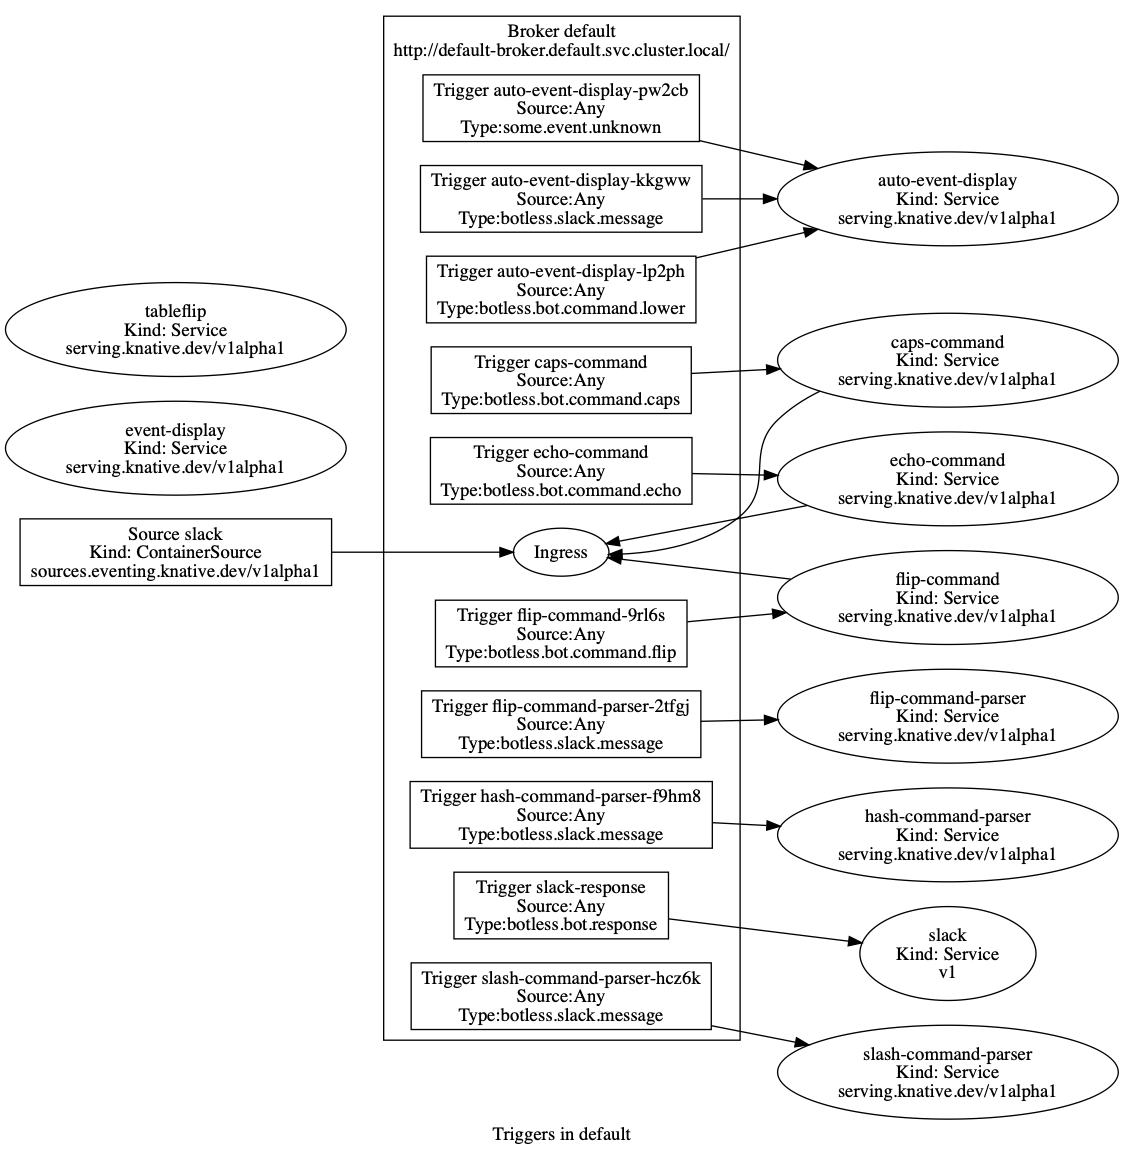 Broker default
http://default-broker.default.svc.cluster.local/
Trigger auto-event-display-pw2cb
Source:Any
Type:some.event.unknown
Trigger auto-event-display-kkgww
Source:Any
Type:botless.slack.message
Trigger auto-event-display-lp2ph
Source:Any
Type:botless.bot.command.lower
Trigger caps-command
Source:Any
Type:botless.bot.command.caps
Trigger echo-command
Source:Any
Type:botless.bot.command.echo
Ingress
Trigger flip-command-9rl6s
Source:Any
Type:botless.bot.command.flip
Trigger flip-command-parser-2tfgj
Source:Any
Type:botless.slack.message
Trigger hash-command-parser-f9hm8
Source:Any
Type:botless.slack.message
Trigger slack-response
Source:Any
Type:botless.bot.response
Trigger slash-command-parser-hcz6k
Source:Any
Type:botless.slack.message
tableflip
Kind: Service
serving.knative.dev/v1alpha1
event-display
Kind: Service
serving.knative.dev/v1alpha1
Source slack
Kind: ContainerSource
sources.eventing.knative.dev/v1alpha1
auto-event-display
Kind: Service
serving.knative.dev/v1alpha1
caps-command
Kind: Service
serving.knative.dev/v1alpha1
echo-command
Kind: Service
serving.knative.dev/v1alpha1
flip-command
Kind: Service
serving.knative.dev/v1alpha1
flip-command-parser
Kind: Service
serving.knative.dev/v1alpha1
hash-command-parser
Kind: Service
serving.knative.dev/v1alpha1
slack
Kind: Service
v1
slash-command-parser
Kind: Service
serving.knative.dev/v1alpha1
Triggers in default